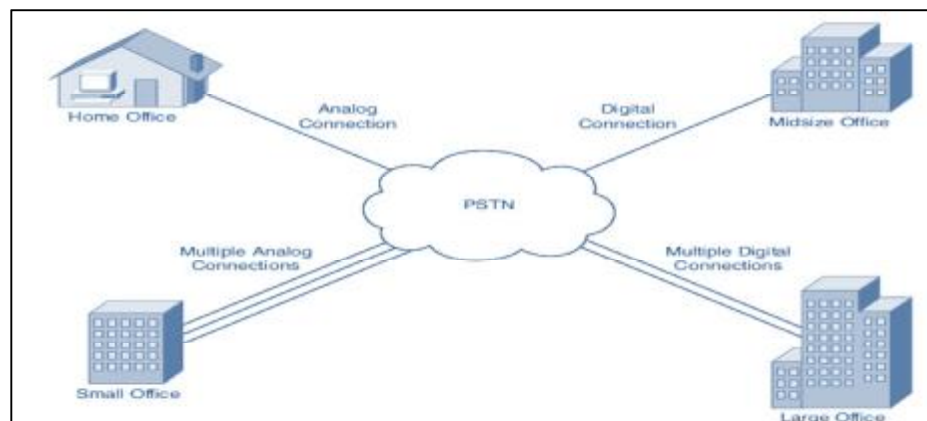 Home Office
Analog
Connection
Digital
Connection
Midsize Office
PSTN
Multiple Analog
Connections
Multiple Digital
Connections
Small Office
Large Office